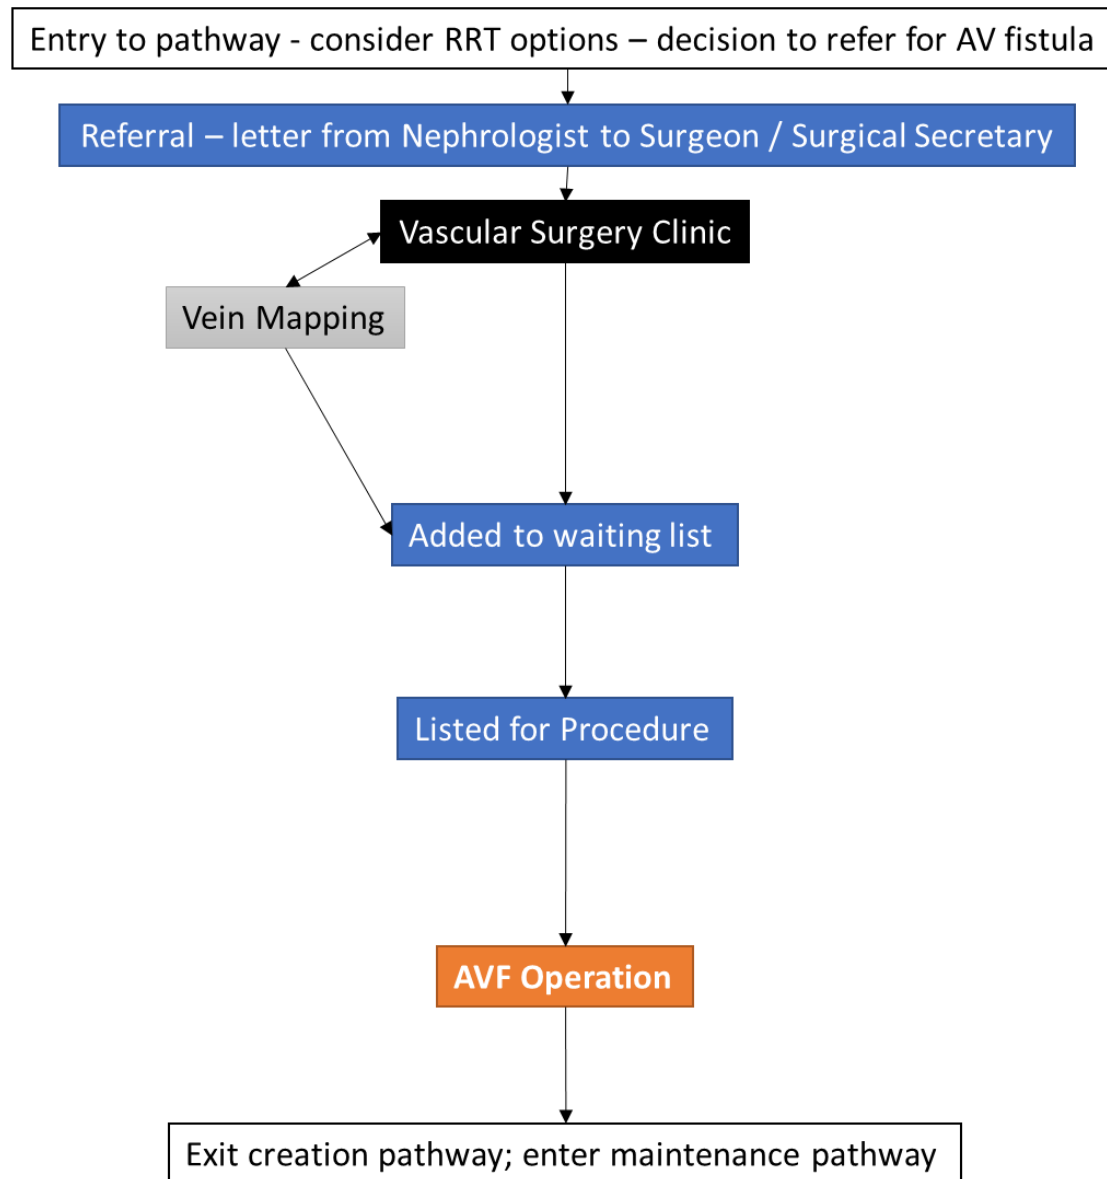 Entry to pathway - consider RRT options – decision to refer for AV fistula
Referral – letter from Nephrologist to Surgeon / Surgical Secretary
Vascular Surgery Clinic
Vein Mapping
Added to waiting list
Listed for Procedure
AVF Operation
Exit creation pathway; enter maintenance pathway